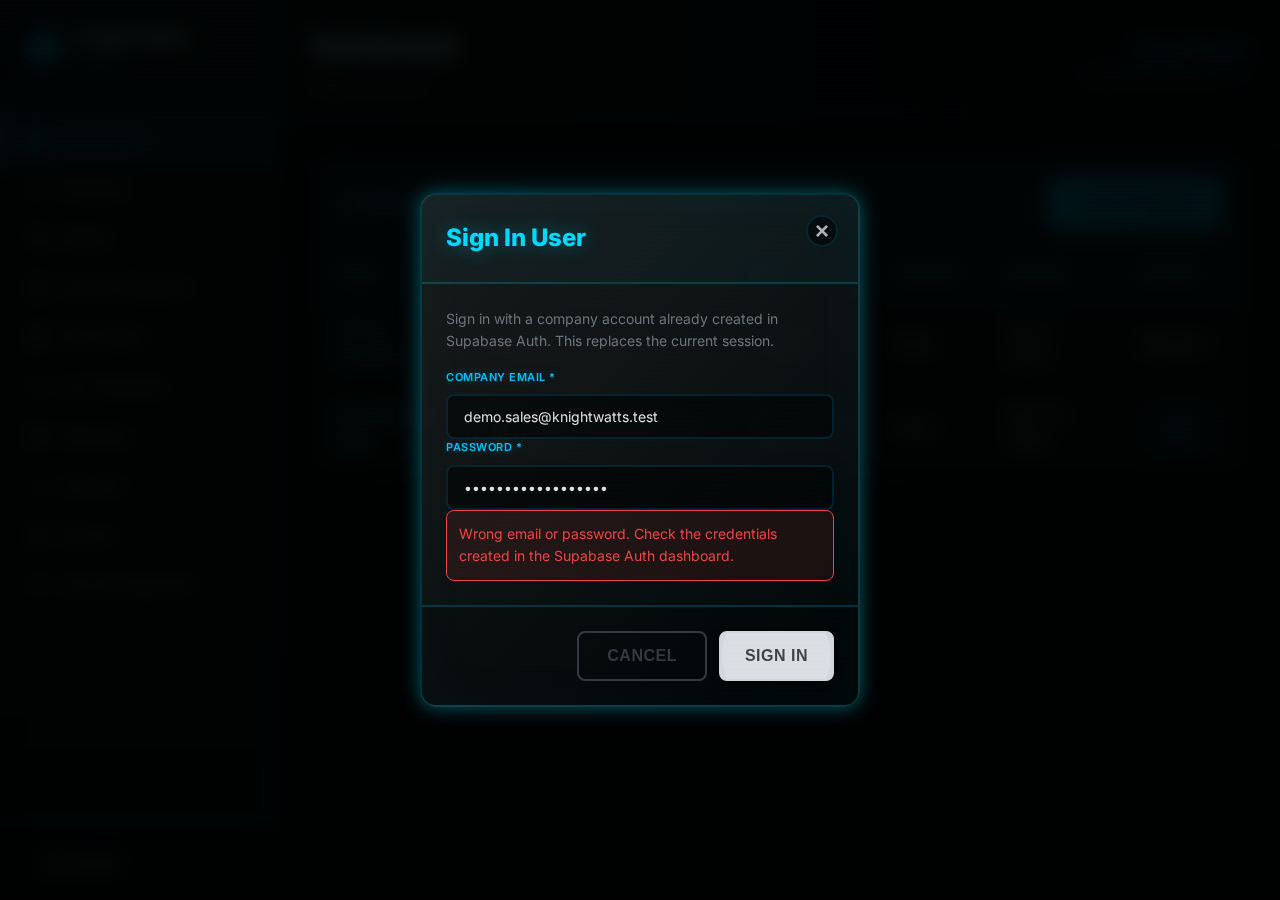 Sign In User
Sign in with a company account already created in
Supabase Auth. This replaces the current session.
COMPANY EMAIL *
demo.sales@knightwatts.test
PASSWORD *
••••••••••••••••••
Wrong email or password. Check the credentials
created in the Supabase Auth dashboard.
CANCEL
SIGN IN